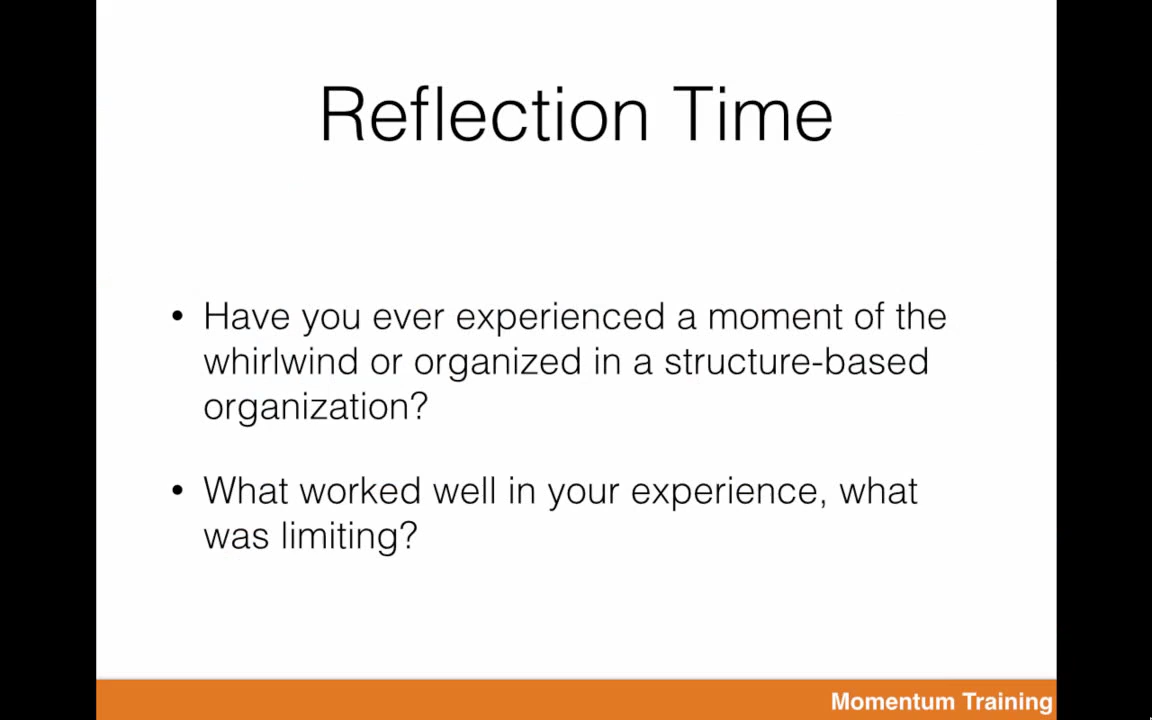 Reflection Time
• Have you ever experienced a moment of the
whirlwind or organized in a structure-based
organization?
• What worked well in your experience, what
was limiting?
Momentum Training